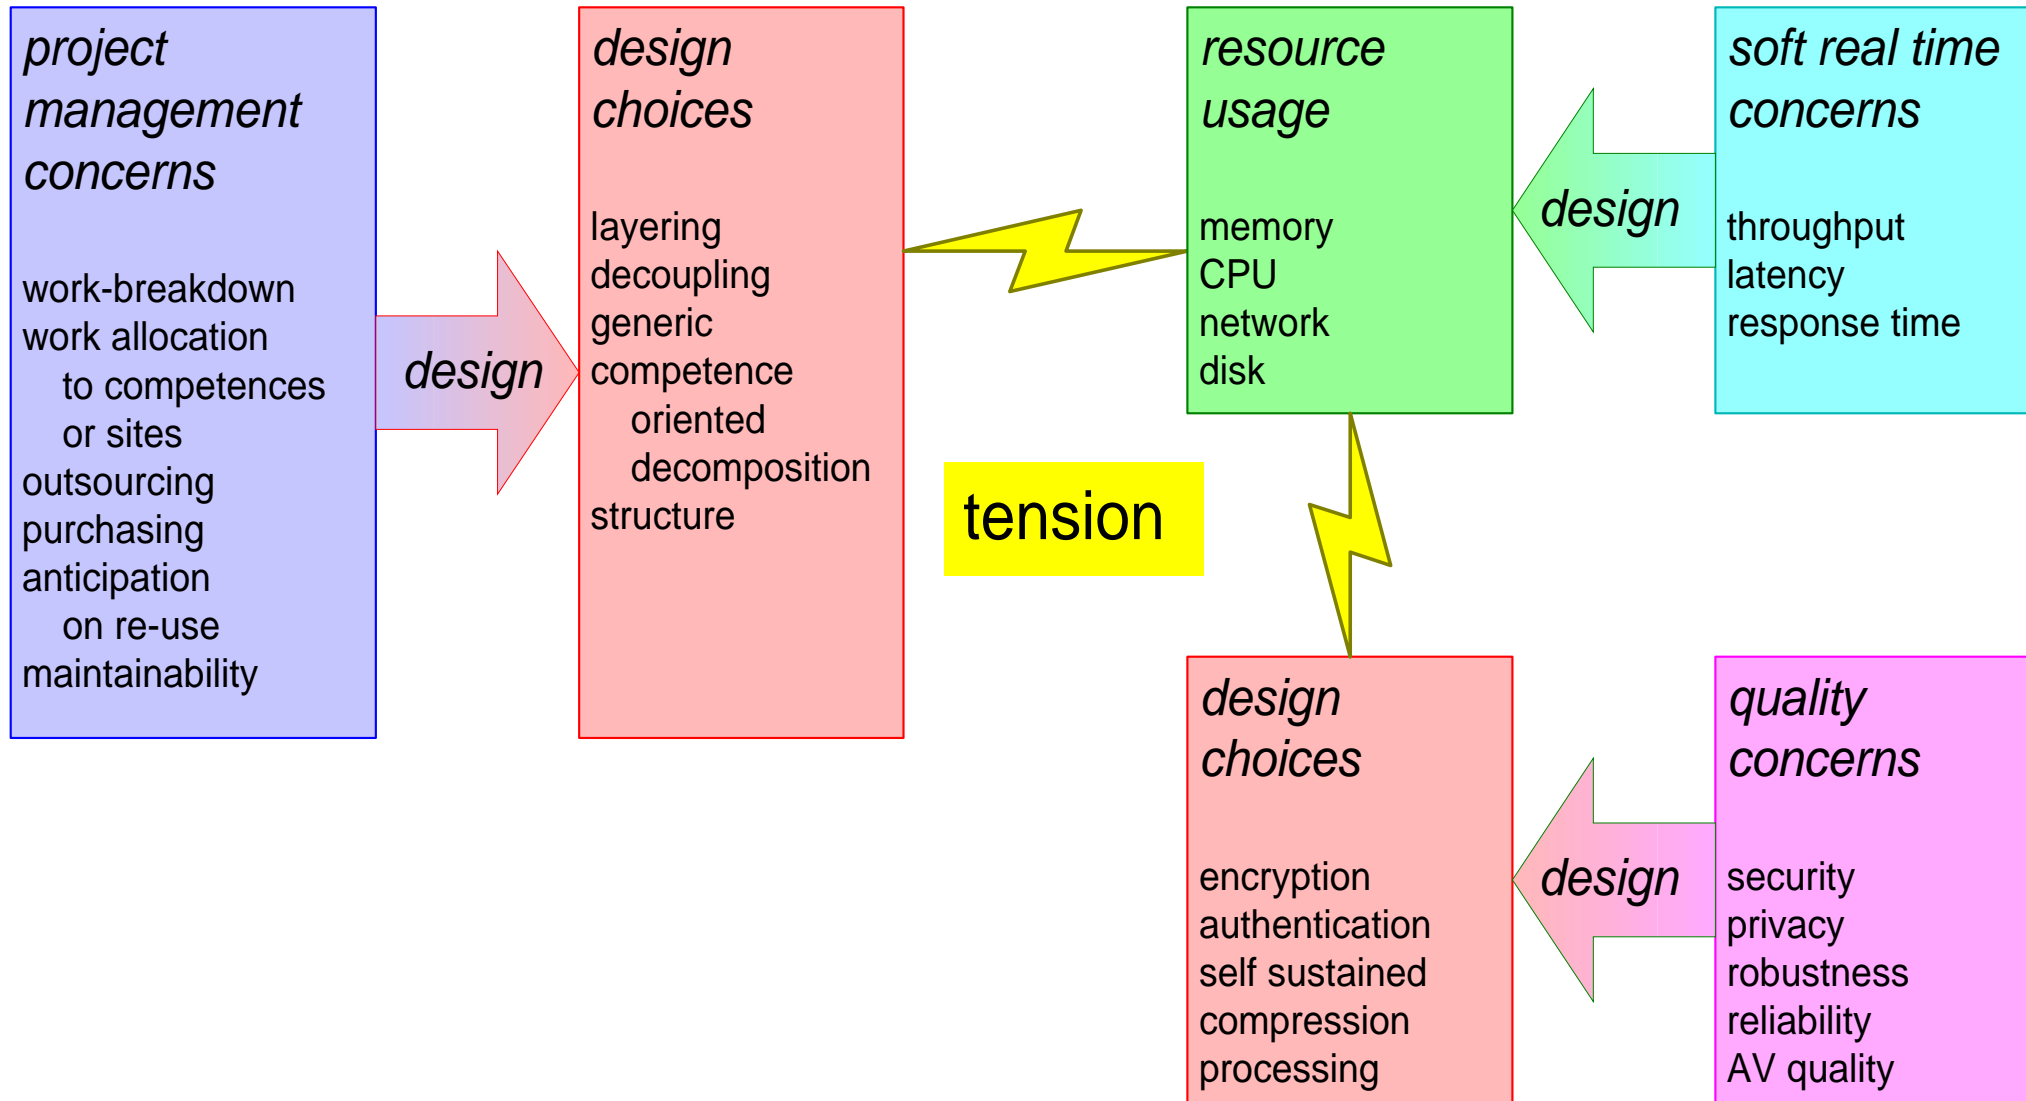 project
management
concerns
work-breakdown
work allocation
to competences
or sites
outsourcing
purchasing
anticipation
on re-use
maintainability
design
design
choices
layering
decoupling
generic
competence
oriented
decomposition
structure
tension
resource
usage
memory
CPU
network
disk
design
soft real time
concerns
throughput
latency
response time
design
choices
encryption
authentication
self sustained
compression
processing
design
quality
concerns
security
privacy
robustness
reliability
AV quality